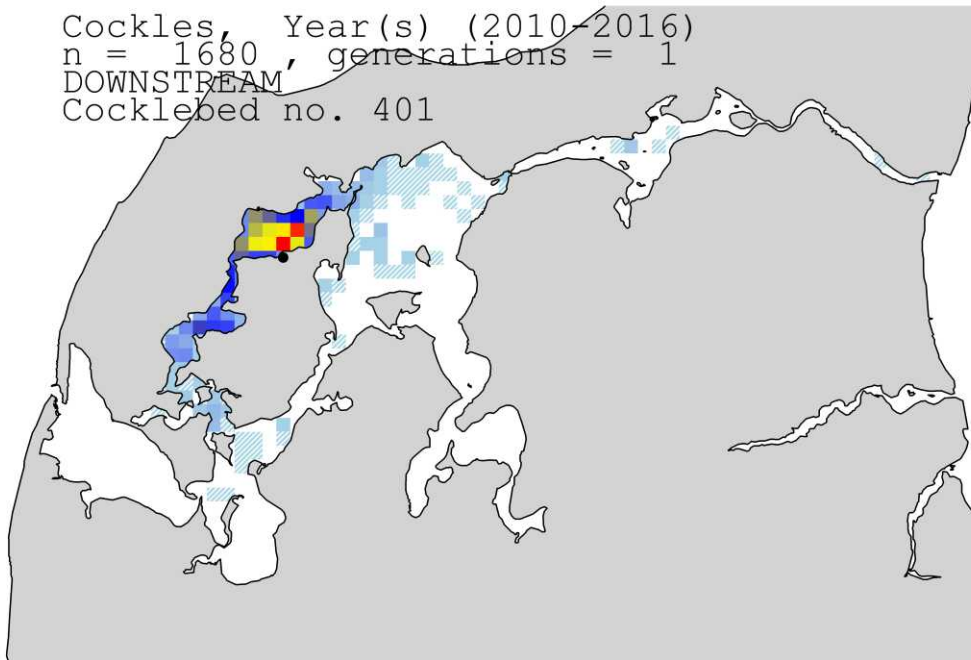 Cockles, Year(s) (2010-2016)
n = 1680 , generations = 1
DOWNSTREAM
Cocklebed no. 401